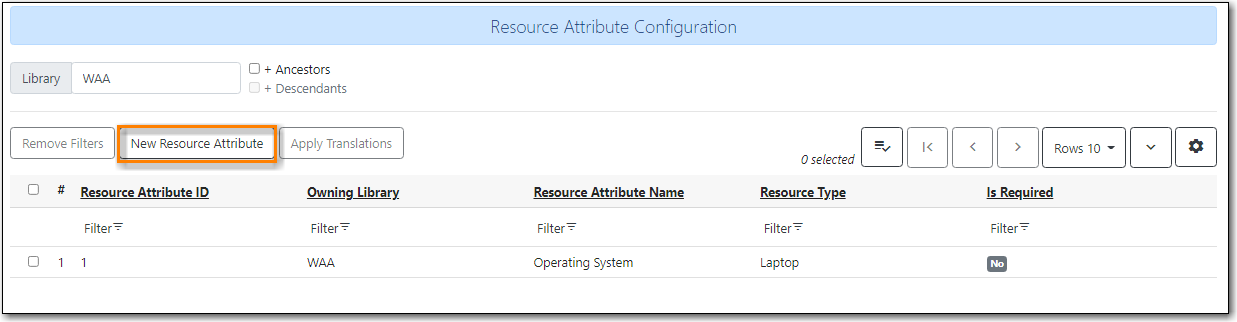 Resource Attribute Configuration
Library WAA + Ancestors
+ Descendants
Remove Filters New Resource Attribute Apply Translations 0 selected Rows 10
# Resource Attribute ID Owning Library Resource Attribute Name Resource Type Is Required
Filter Filter Filter Filter Filter
1 1 WAA Operating System Laptop No